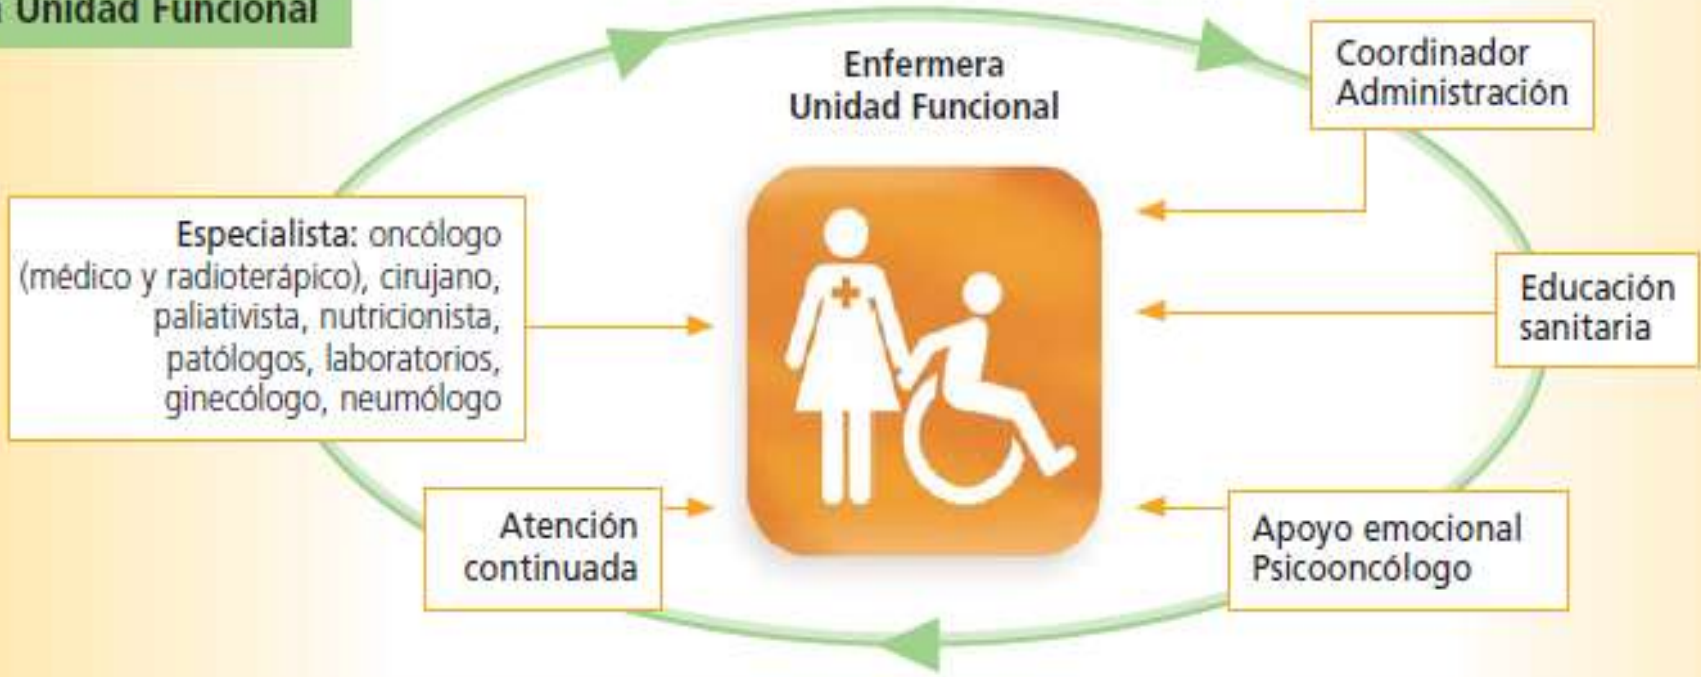 Unidad Funcional
Enfermera
Unidad Funcional
Coordinador
Administración
Especialista: oncólogo
(médico y radioterápico), cirujano,
paliativista, nutricionista,
patólogos, laboratorios,
ginecólogo, neumólogo
Educación
sanitaria
Atención
continuada
Apoyo emocional
Psicooncólogo